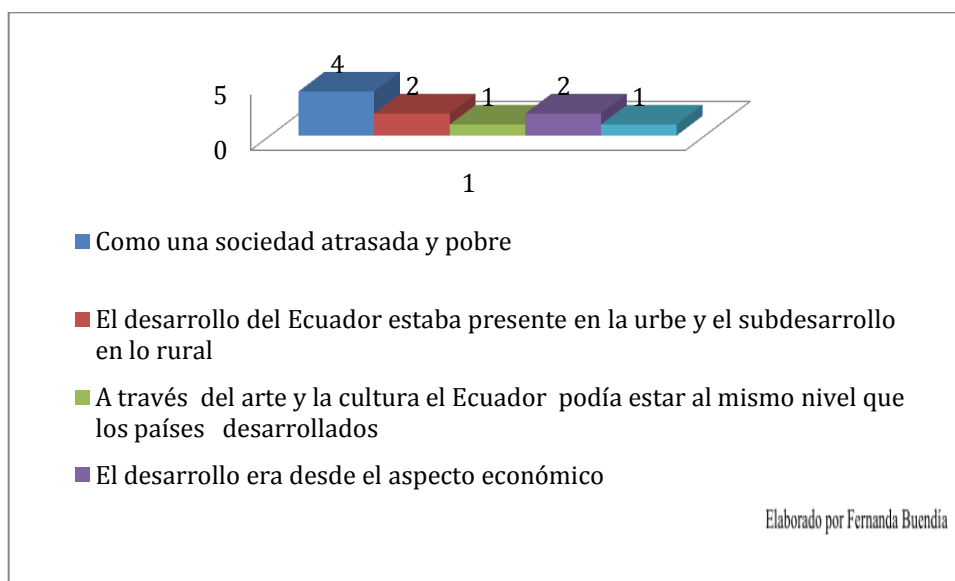 4
2
1
2
1
5
0
1
Como una sociedad atrasada y pobre
El desarrollo del Ecuador estaba presente en la urbe y el subdesarrollo
en lo rural
A través del arte y la cultura el Ecuador podía estar al mismo nivel que
los países desarrollados
El desarrollo era desde el aspecto económico
Elaborado por Fernanda Buendía